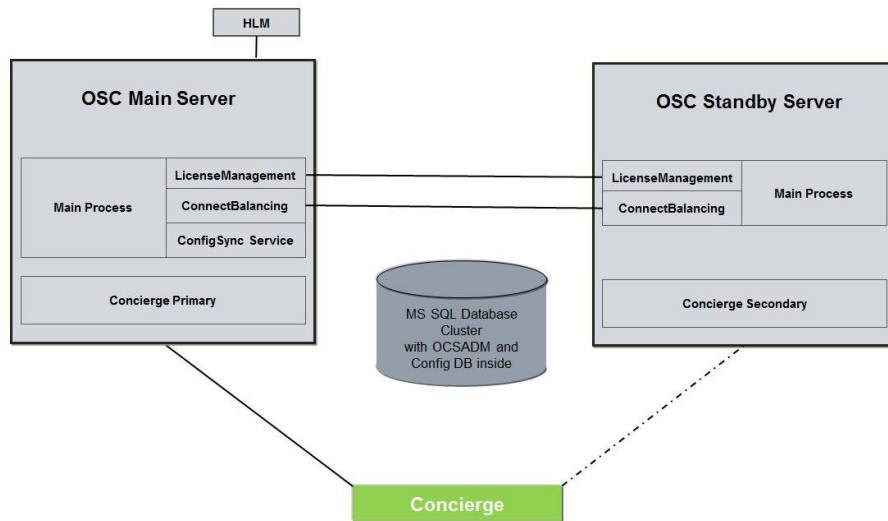 HLM
OSC Main Server
Main Process
LicenseManagement
ConnectBalancing
ConfigSync Service
Concierge Primary
OSC Standby Server
LicenseManagement
ConnectBalancing
Main Process
Concierge Secondary
MS SQL Database
Cluster
with OCSADM and
Config DB inside
Concierge